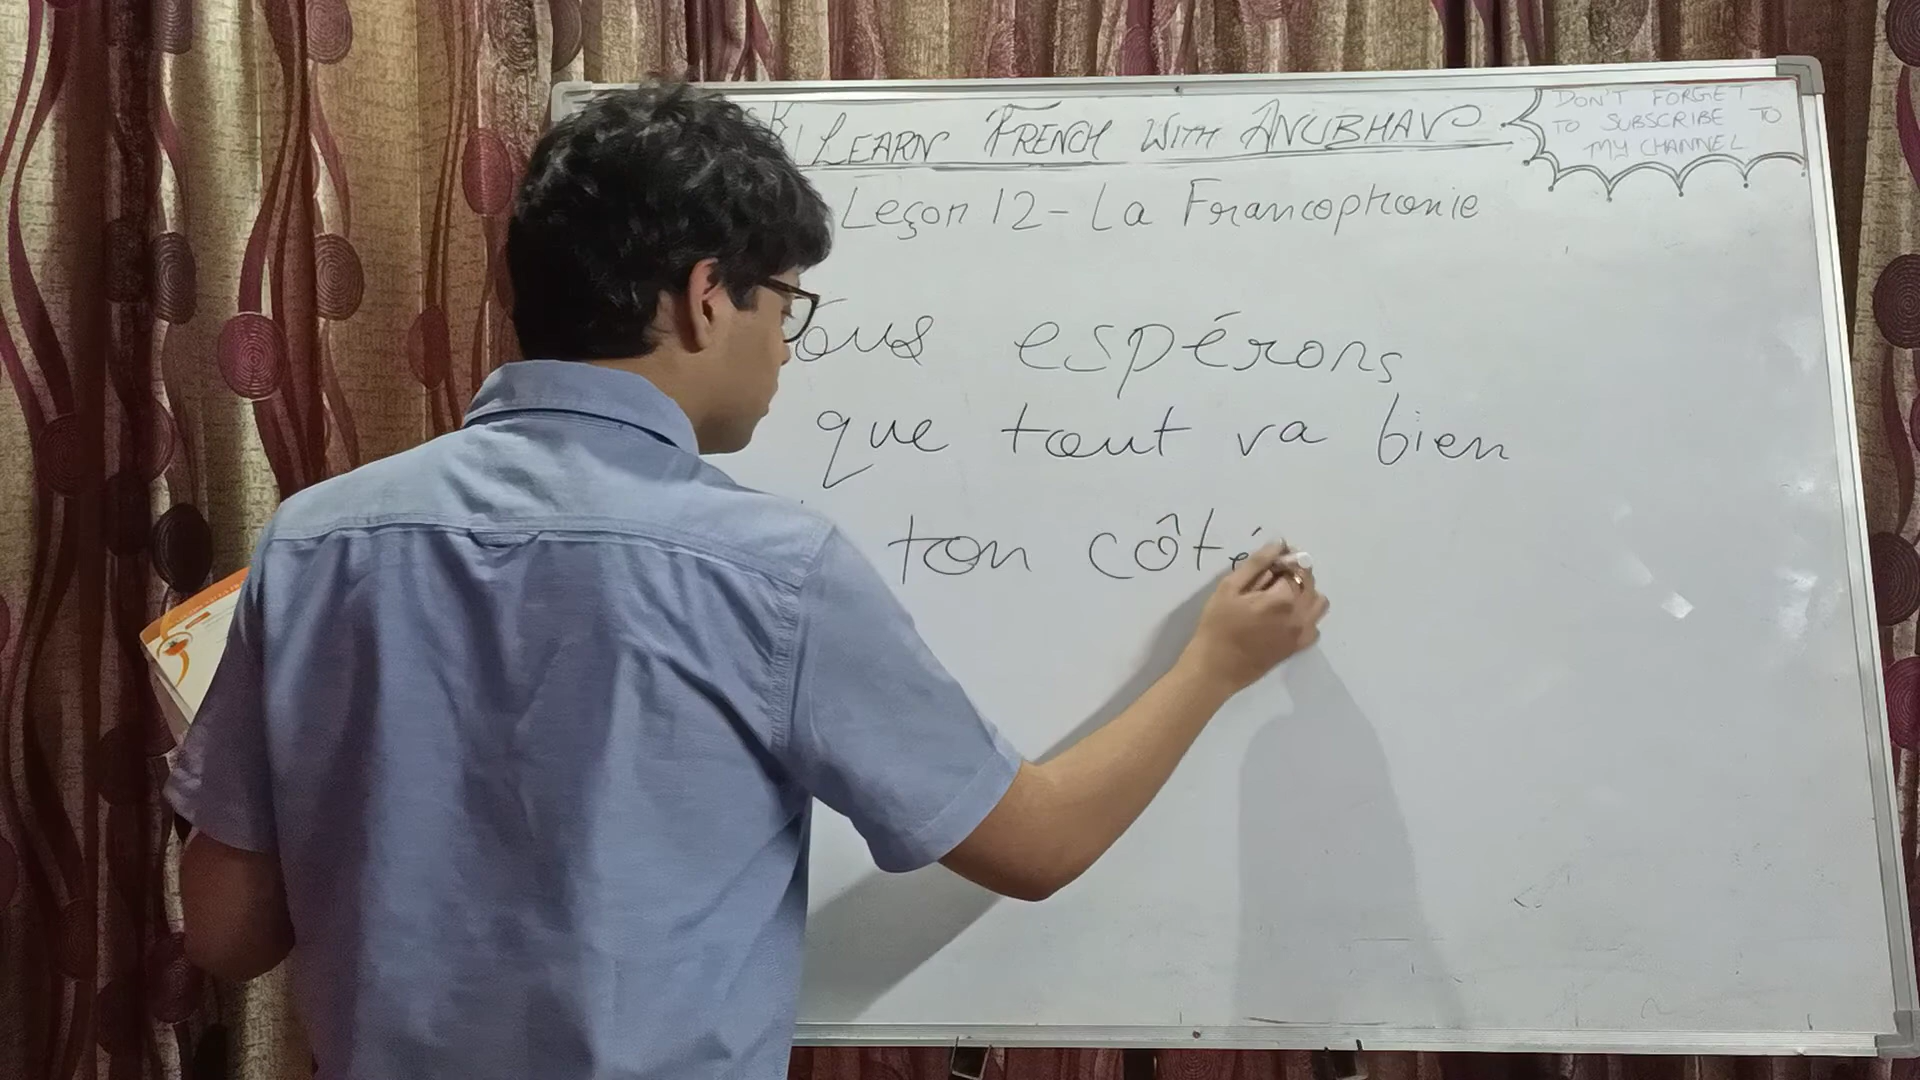 LEARN FRENCH WITH ANUBHAV
DON'T FORGET
TO SUBSCRIBE TO
MY CHANNEL
Leçon 12 - La Francophonie
espérons
que tout va bien
ton côté